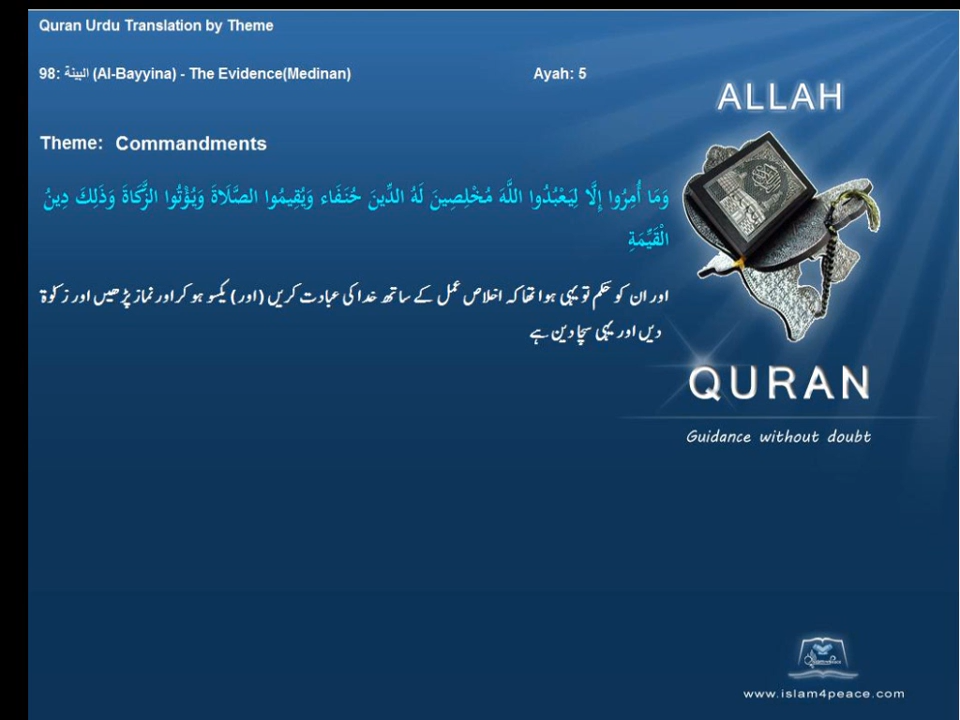 Quran Urdu Translation by Theme
98: البينة (Al-Bayyina) - The Evidence(Medinan) Ayah: 5
ALLAH
Theme: Commandments
وَمَا أُمِرُوا إِلَّا لِيَعْبُدُوا اللَّهَ مُخْلِصِينَ لَهُ الدِّينَ حُنَفَاء وَيُقِيمُوا الصَّلَاةَ وَيُؤْتُوا الزَّكَاةَ وَذَلِكَ دِينُ
الْقَيِّمَةِ
اور ان کو حکم تو یہی ہوا تھا کہ اخلاص عمل کے ساتھ خدا کی عبادت کریں (اور) یکسو ہو کر اور نماز پڑھیں اور زکوٰة
دیں اور یہی سچا دین ہے
QURAN
Guidance without doubt
www.islam4peace.com